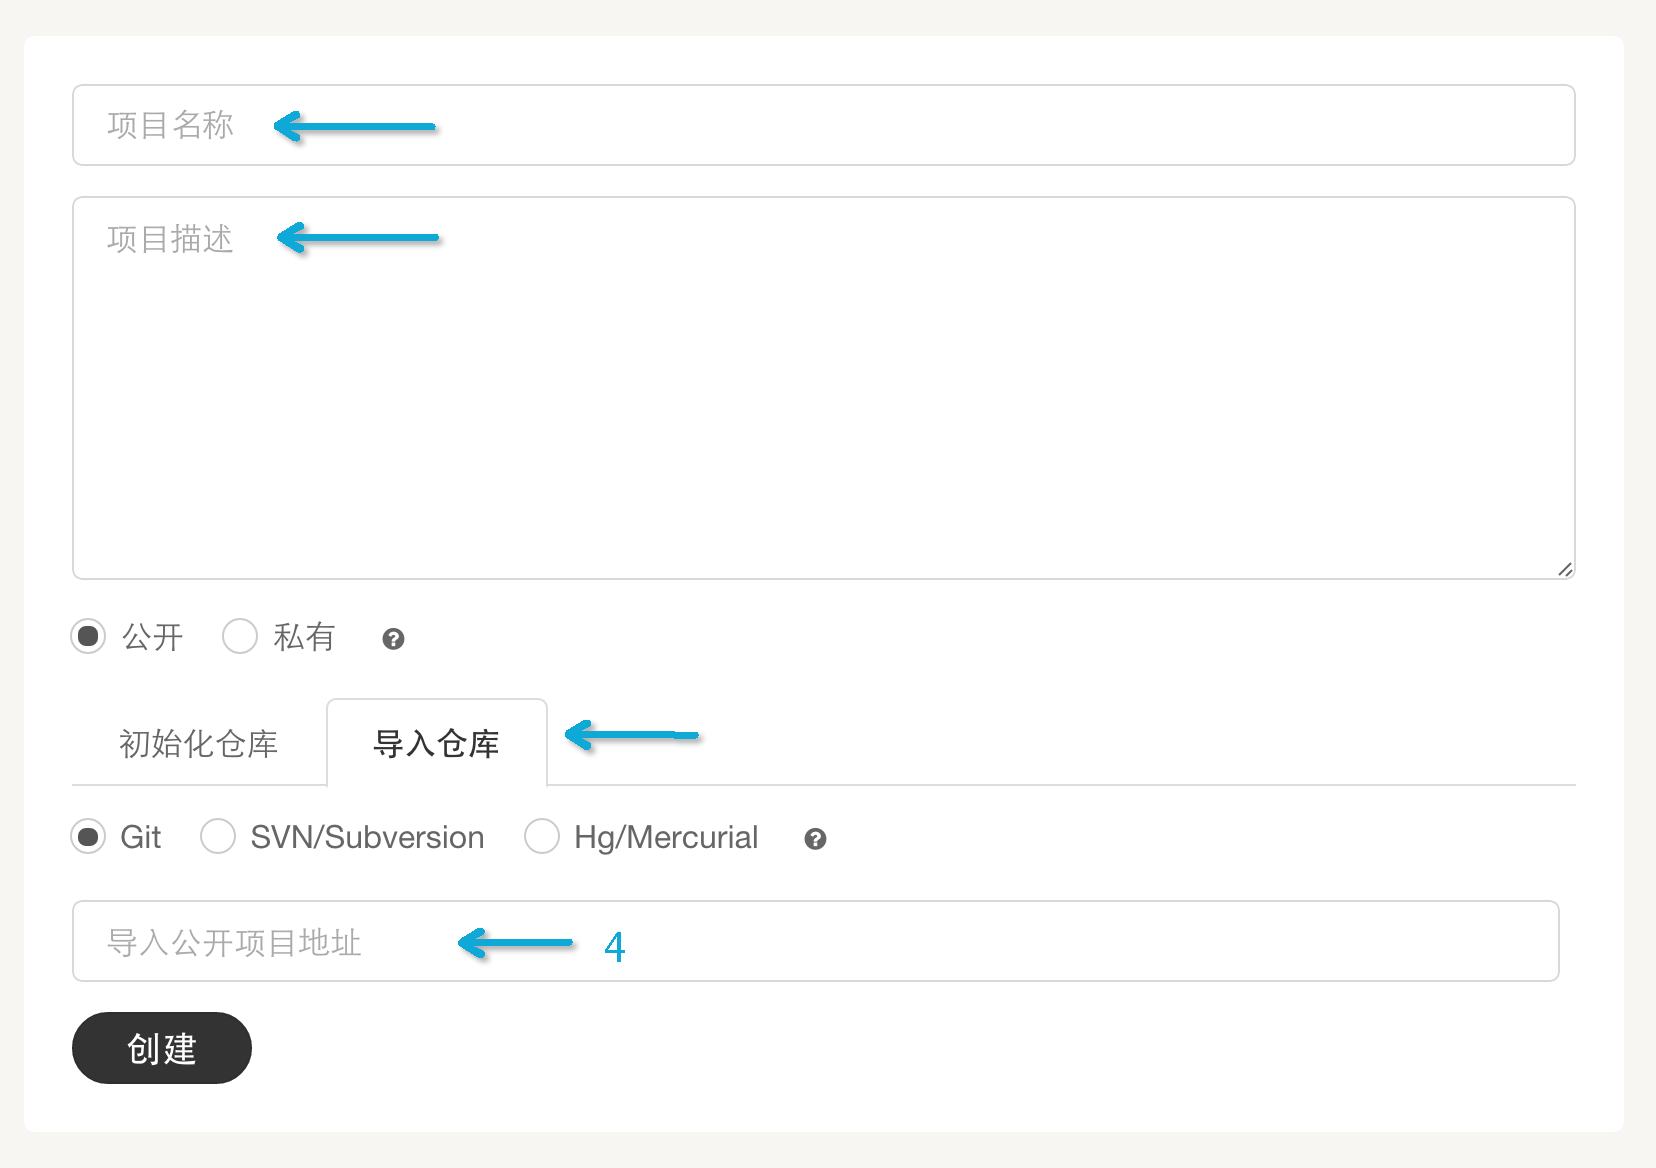 项目名称
项目描述
公开 私有 ?
初始化仓库 导入仓库
Git SVN/Subversion Hg/Mercurial ?
导入公开项目地址 4
创建